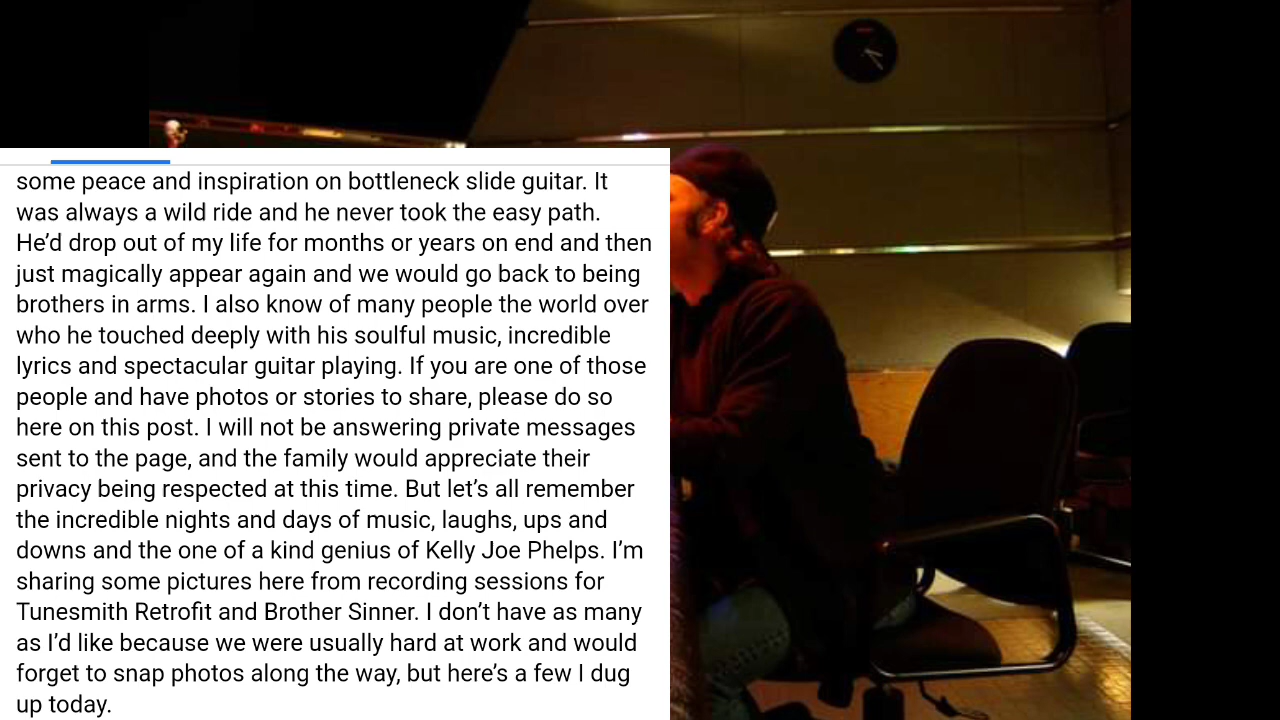 some peace and inspiration on bottleneck slide guitar. It
was always a wild ride and he never took the easy path.
He’d drop out of my life for months or years on end and then
just magically appear again and we would go back to being
brothers in arms. I also know of many people the world over
who he touched deeply with his soulful music, incredible
lyrics and spectacular guitar playing. If you are one of those
people and have photos or stories to share, please do so
here on this post. I will not be answering private messages
sent to the page, and the family would appreciate their
privacy being respected at this time. But let’s all remember
the incredible nights and days of music, laughs, ups and
downs and the one of a kind genius of Kelly Joe Phelps. I’m
sharing some pictures here from recording sessions for
Tunesmith Retrofit and Brother Sinner. I don’t have as many
as I’d like because we were usually hard at work and would
forget to snap photos along the way, but here’s a few I dug
up today.